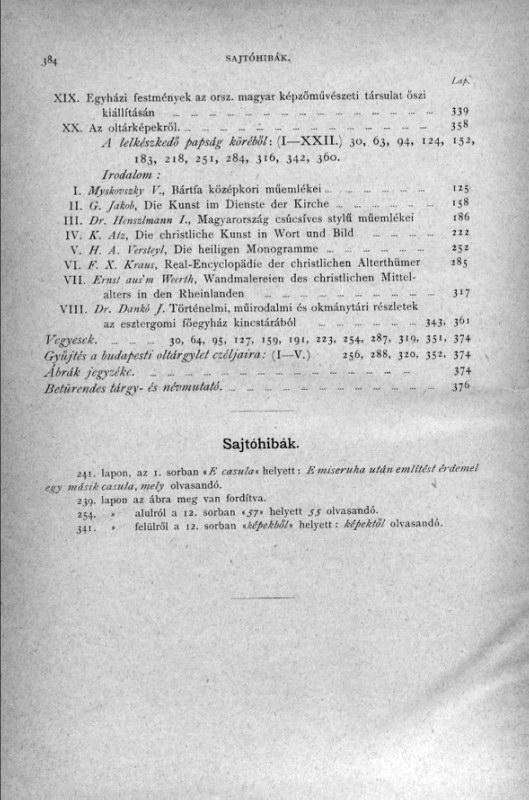 384 SAJTÓHIBÁK.
Lap.
XIX. Egyházi festmények az orsz. magyar képzőművészeti társulat őszi
kiállításán 339
XX. Az oltárképekről. 358
A lelkészkedő papság köréből: (I—XXII.) 30, 63, 94, 124, 152,
183, 218, 251, 284, 316, 342, 360.
Irodalom:
I. Myskovszky V., Bártfa középkori műemlékei 125
II. G. Jakob, Die Kunst im Dienste der Kirche 158
III. Dr. Henszlmann I., Magyarország csúcsíves stylű műemlékei 186
IV. K. Atz, Die christliche Kunst in Wort und Bild 222
V. H. A. Versteyl, Die heiligen Monogramme 252
VI. F. X. Kraus, Real-Encyclopädie der christlichen Alterthümer 285
VII. Ernst aus'm Weerth, Wandmalereien des christlichen Mittel-
alters in den Rheinlanden 317
VIII. Dr. Dankó J. Történelmi, műirodalmi és okmánytári részletek
az esztergomi főegyház kincstárából 343, 361
Vegyesek. 30, 64, 95, 127, 159, 191, 223, 254, 287, 319, 351, 374
Gyűjtés a budapesti oltáregylet czéljaira: (I—V.) 256, 288, 320, 352, 374
Ábrák jegyzéke. 374
Betűrendes tárgy- és névmutató. 376
Sajtóhibák.
241. lapon, az 1. sorban «E casula» helyett: E miseruha után említést érdemel
egy másik casula, mely olvasandó.
239. lapon az ábra meg van fordítva.
254. » alulról a 12. sorban «57» helyett 55 olvasandó.
341. » felülről a 12. sorban «képekből» helyett: képektől olvasandó.